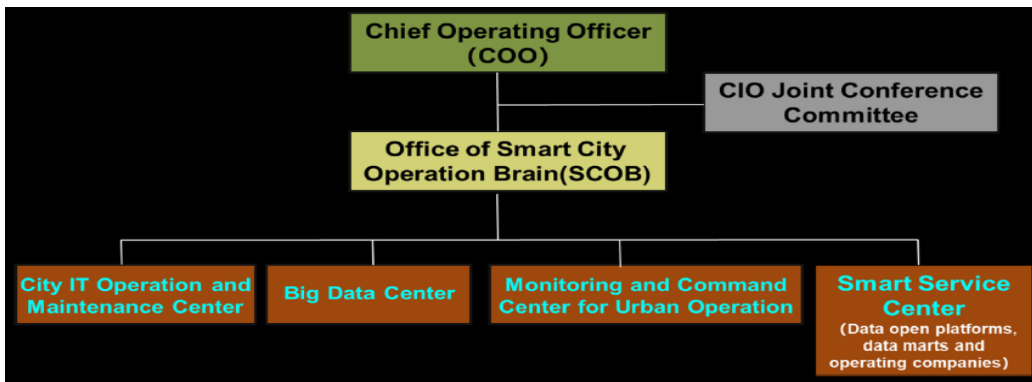 Chief Operating Officer
(COO)
CIO Joint Conference
Committee
Office of Smart City
Operation Brain(SCOB)
City IT Operation and
Maintenance Center
Big Data Center
Monitoring and Command
Center for Urban Operation
Smart Service
Center
(Data open platforms,
data marts and
operating companies)